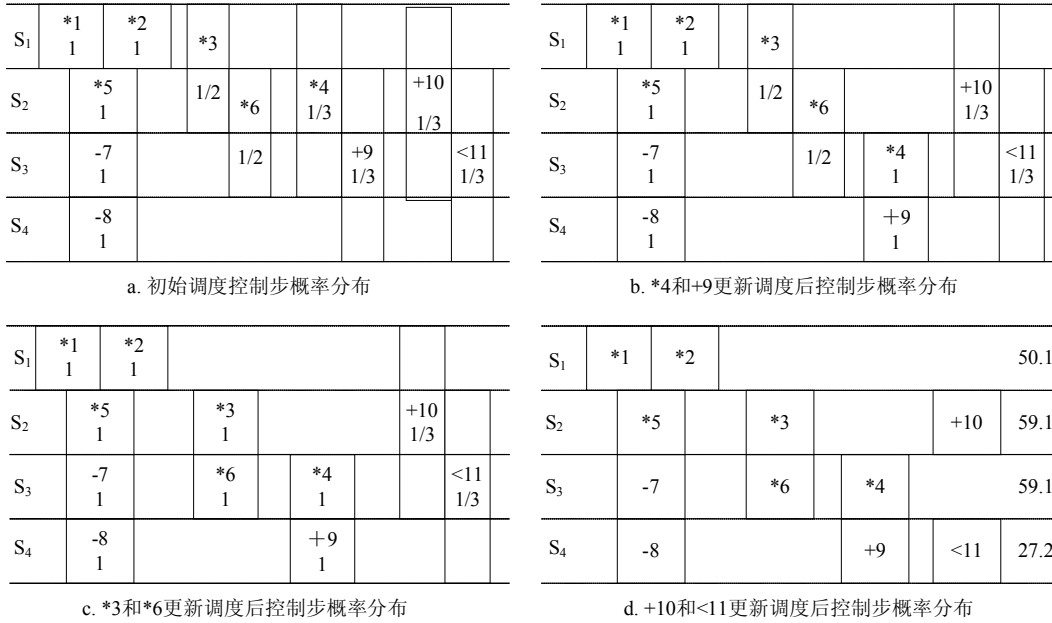 *1 *2
S1 *3
1 1
*5 *4 +10
S2 1/2 *6
1 1/3 1/3
-7 +9 <11
S3 1/2
1 1/3 1/3
-8
S4
1
a. 初始调度控制步概率分布
*1 *2
S1 *3
1 1
*5 +10
S2 1/2 *6
1 1/3
-7 *4 <11
S3 1/2
1 1 1/3
-8 +9
S4
1 1
b. *4和+9更新调度后控制步概率分布
*1 *2
S1
1 1
*5 *3 +10
S2
1 1 1/3
-7 *6 *4 <11
S3
1 1 1 1/3
-8 +9
S4
1 1
c. *3和*6更新调度后控制步概率分布
S1 *1 *2 50.1
S2 *5 *3 +10 59.1
S3 -7 *6 *4 59.1
S4 -8 +9 <11 27.2
d. +10和<11更新调度后控制步概率分布